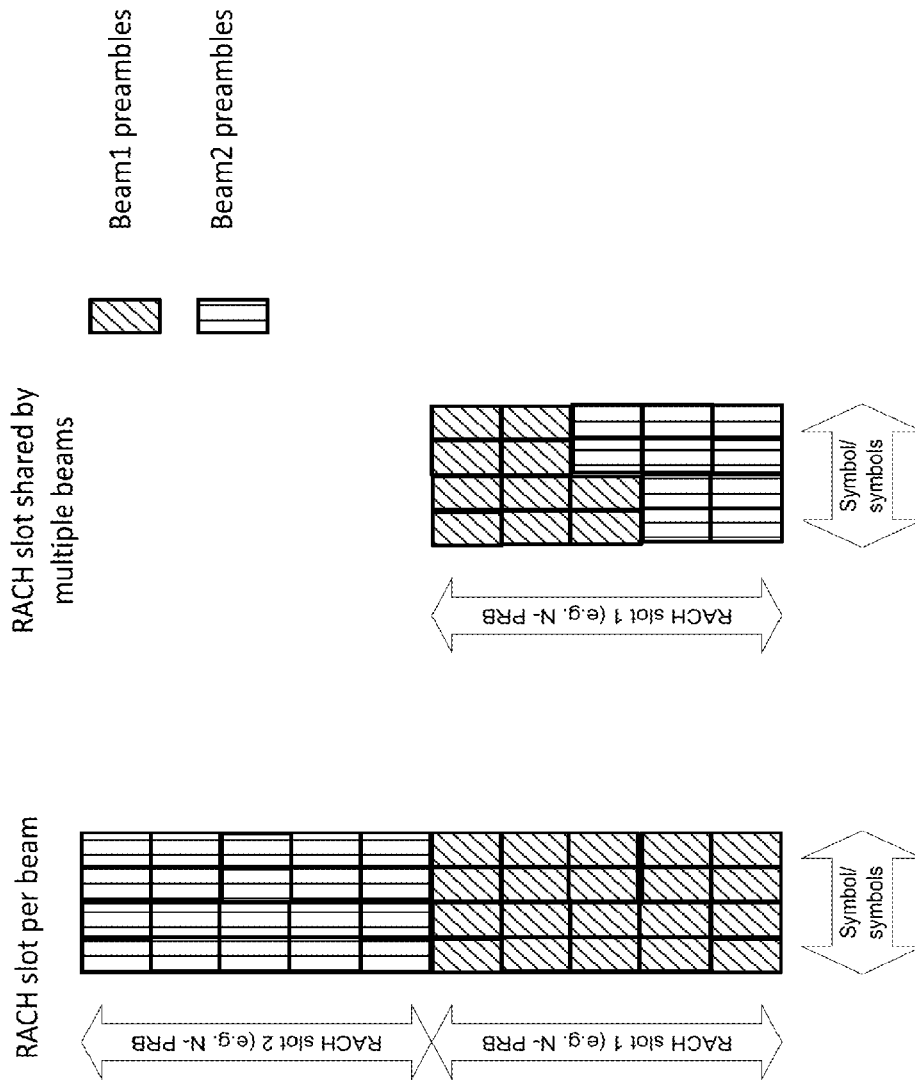 RACH slot per beam
RACH slot 2 (e.g. N- PRB
RACH slot 1 (e.g. N- PRB
Symbol/
symbols
RACH slot shared by
multiple beams
RACH slot 1 (e.g. N- PRB
Symbol/
symbols
Beam1 preambles
Beam2 preambles